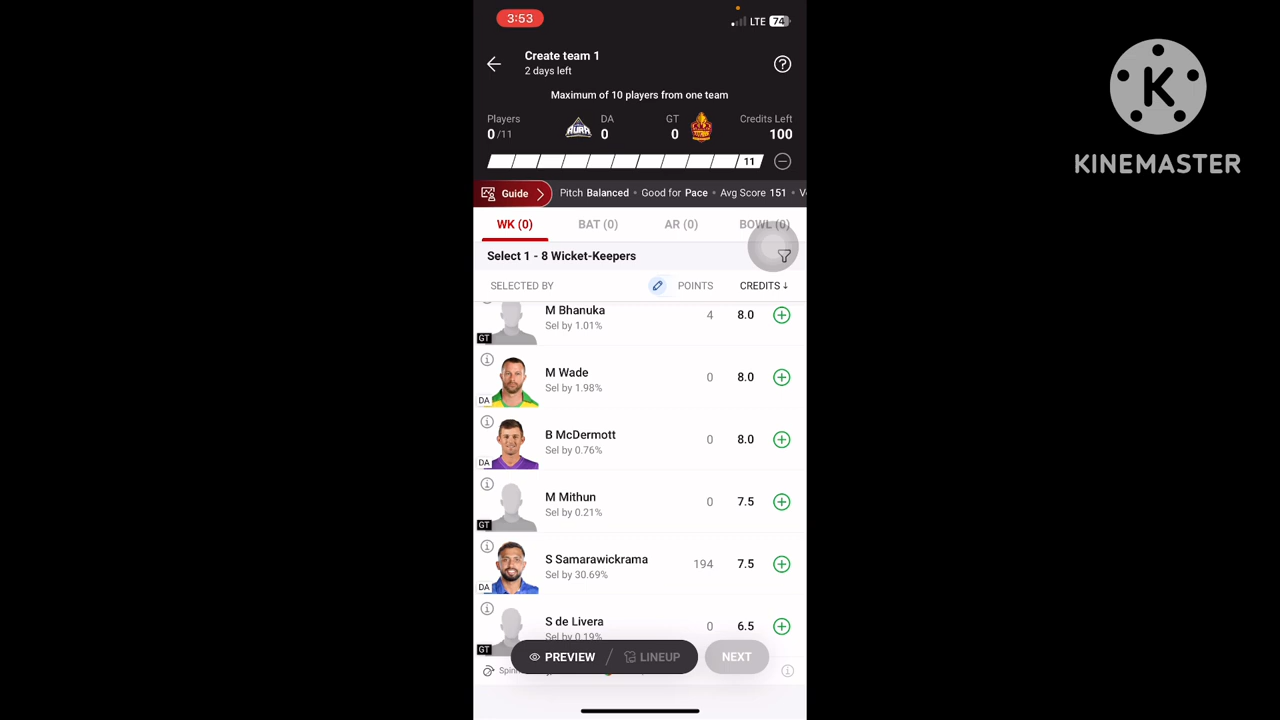 3:53
LTE 74
Create team 1
2 days left
Maximum of 10 players from one team
Players
0/11
AURA
DA
0
GT
0
Credits Left
100
11
Guide
Pitch Balanced • Good for Pace • Avg Score 151 •
WK (0) BAT (0) AR (0) BOWL (0)
Select 1 - 8 Wicket-Keepers
SELECTED BY POINTS CREDITS ↓
M Bhanuka
Sel by 1.01%
4 8.0
GT
M Wade
Sel by 1.98%
0 8.0
DA
B McDermott
Sel by 0.76%
0 8.0
DA
M Mithun
Sel by 0.21%
0 7.5
GT
S Samarawickrama
Sel by 30.69%
194 7.5
DA
S de Livera
Sel by 0.19%
0 6.5
GT
PREVIEW / LINEUP
NEXT
K
KINEMASTER